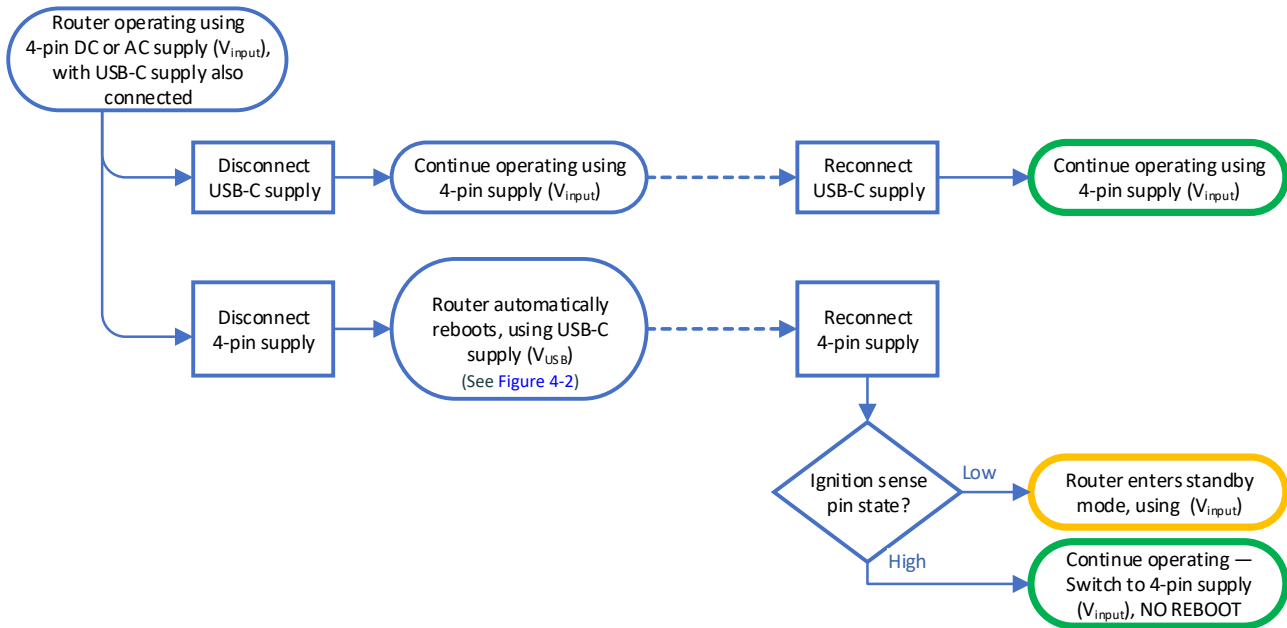 Router operating using
4-pin DC or AC supply (Vinput),
with USB-C supply also
connected
Disconnect
USB-C supply
Continue operating using
4-pin supply (Vinput)
Reconnect
USB-C supply
Continue operating using
4-pin supply (Vinput)
Disconnect
4-pin supply
Router automatically
reboots, using USB-C
supply (VUSB)
(See Figure 4-2)
Reconnect
4-pin supply
Ignition sense
pin state?
Low
Router enters standby
mode, using (Vinput)
High
Continue operating —
Switch to 4-pin supply
(Vinput), NO REBOOT